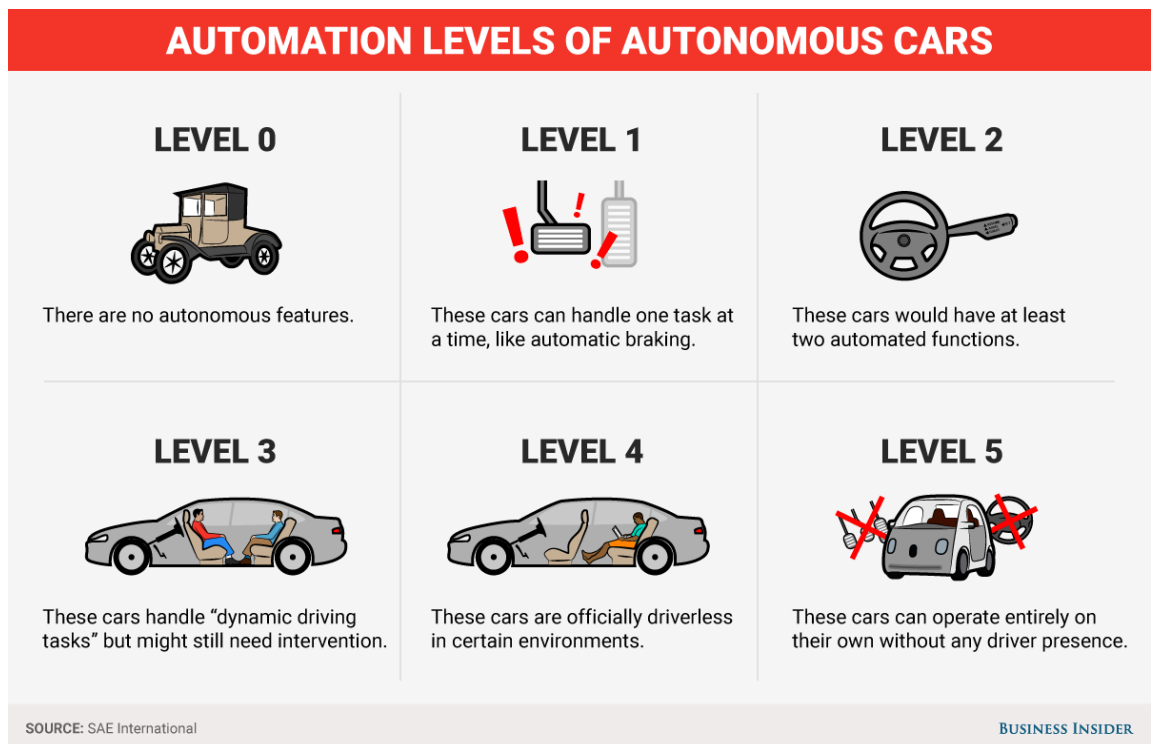 AUTOMATION LEVELS OF AUTONOMOUS CARS
LEVEL 0
There are no autonomous features.
LEVEL 1
These cars can handle one task at
a time, like automatic braking.
LEVEL 2
These cars would have at least
two automated functions.
LEVEL 3
These cars handle “dynamic driving
tasks” but might still need intervention.
LEVEL 4
These cars are officially driverless
in certain environments.
LEVEL 5
These cars can operate entirely on
their own without any driver presence.
SOURCE: SAE International
BUSINESS INSIDER